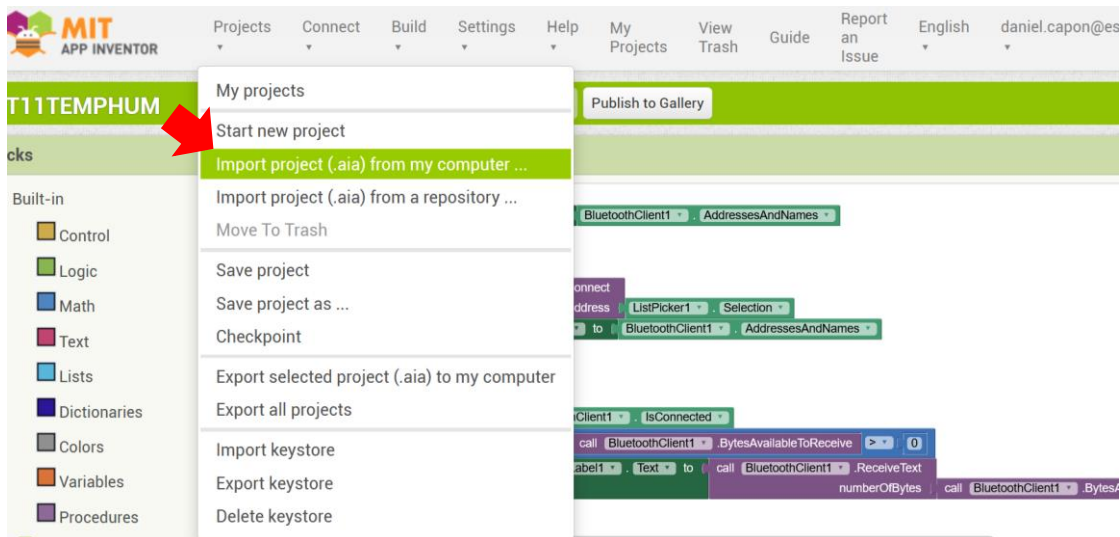 MIT
APP INVENTOR
Projects
Connect
Build
Settings
Help
My
Projects
View
Trash
Guide
Report
an
Issue
English
daniel.capon@es
T11TEMPHUM
Publish to Gallery
cks
Built-in
Control
Logic
Math
Text
Lists
Dictionaries
Colors
Variables
Procedures
My projects
Start new project
Import project (.aia) from my computer ...
Import project (.aia) from a repository ...
Move To Trash
Save project
Save project as ...
Checkpoint
Export selected project (.aia) to my computer
Export all projects
Import keystore
Export keystore
Delete keystore
BluetoothClient1 . AddressesAndNames
onnect
ddress ListPicker1 . Selection
to BluetoothClient1 . AddressesAndNames
Client1 . IsConnected
call BluetoothClient1 .BytesAvailableToReceive > 0
abel1 . Text to call BluetoothClient1 .ReceiveText
numberOfBytes call BluetoothClient1 .BytesA